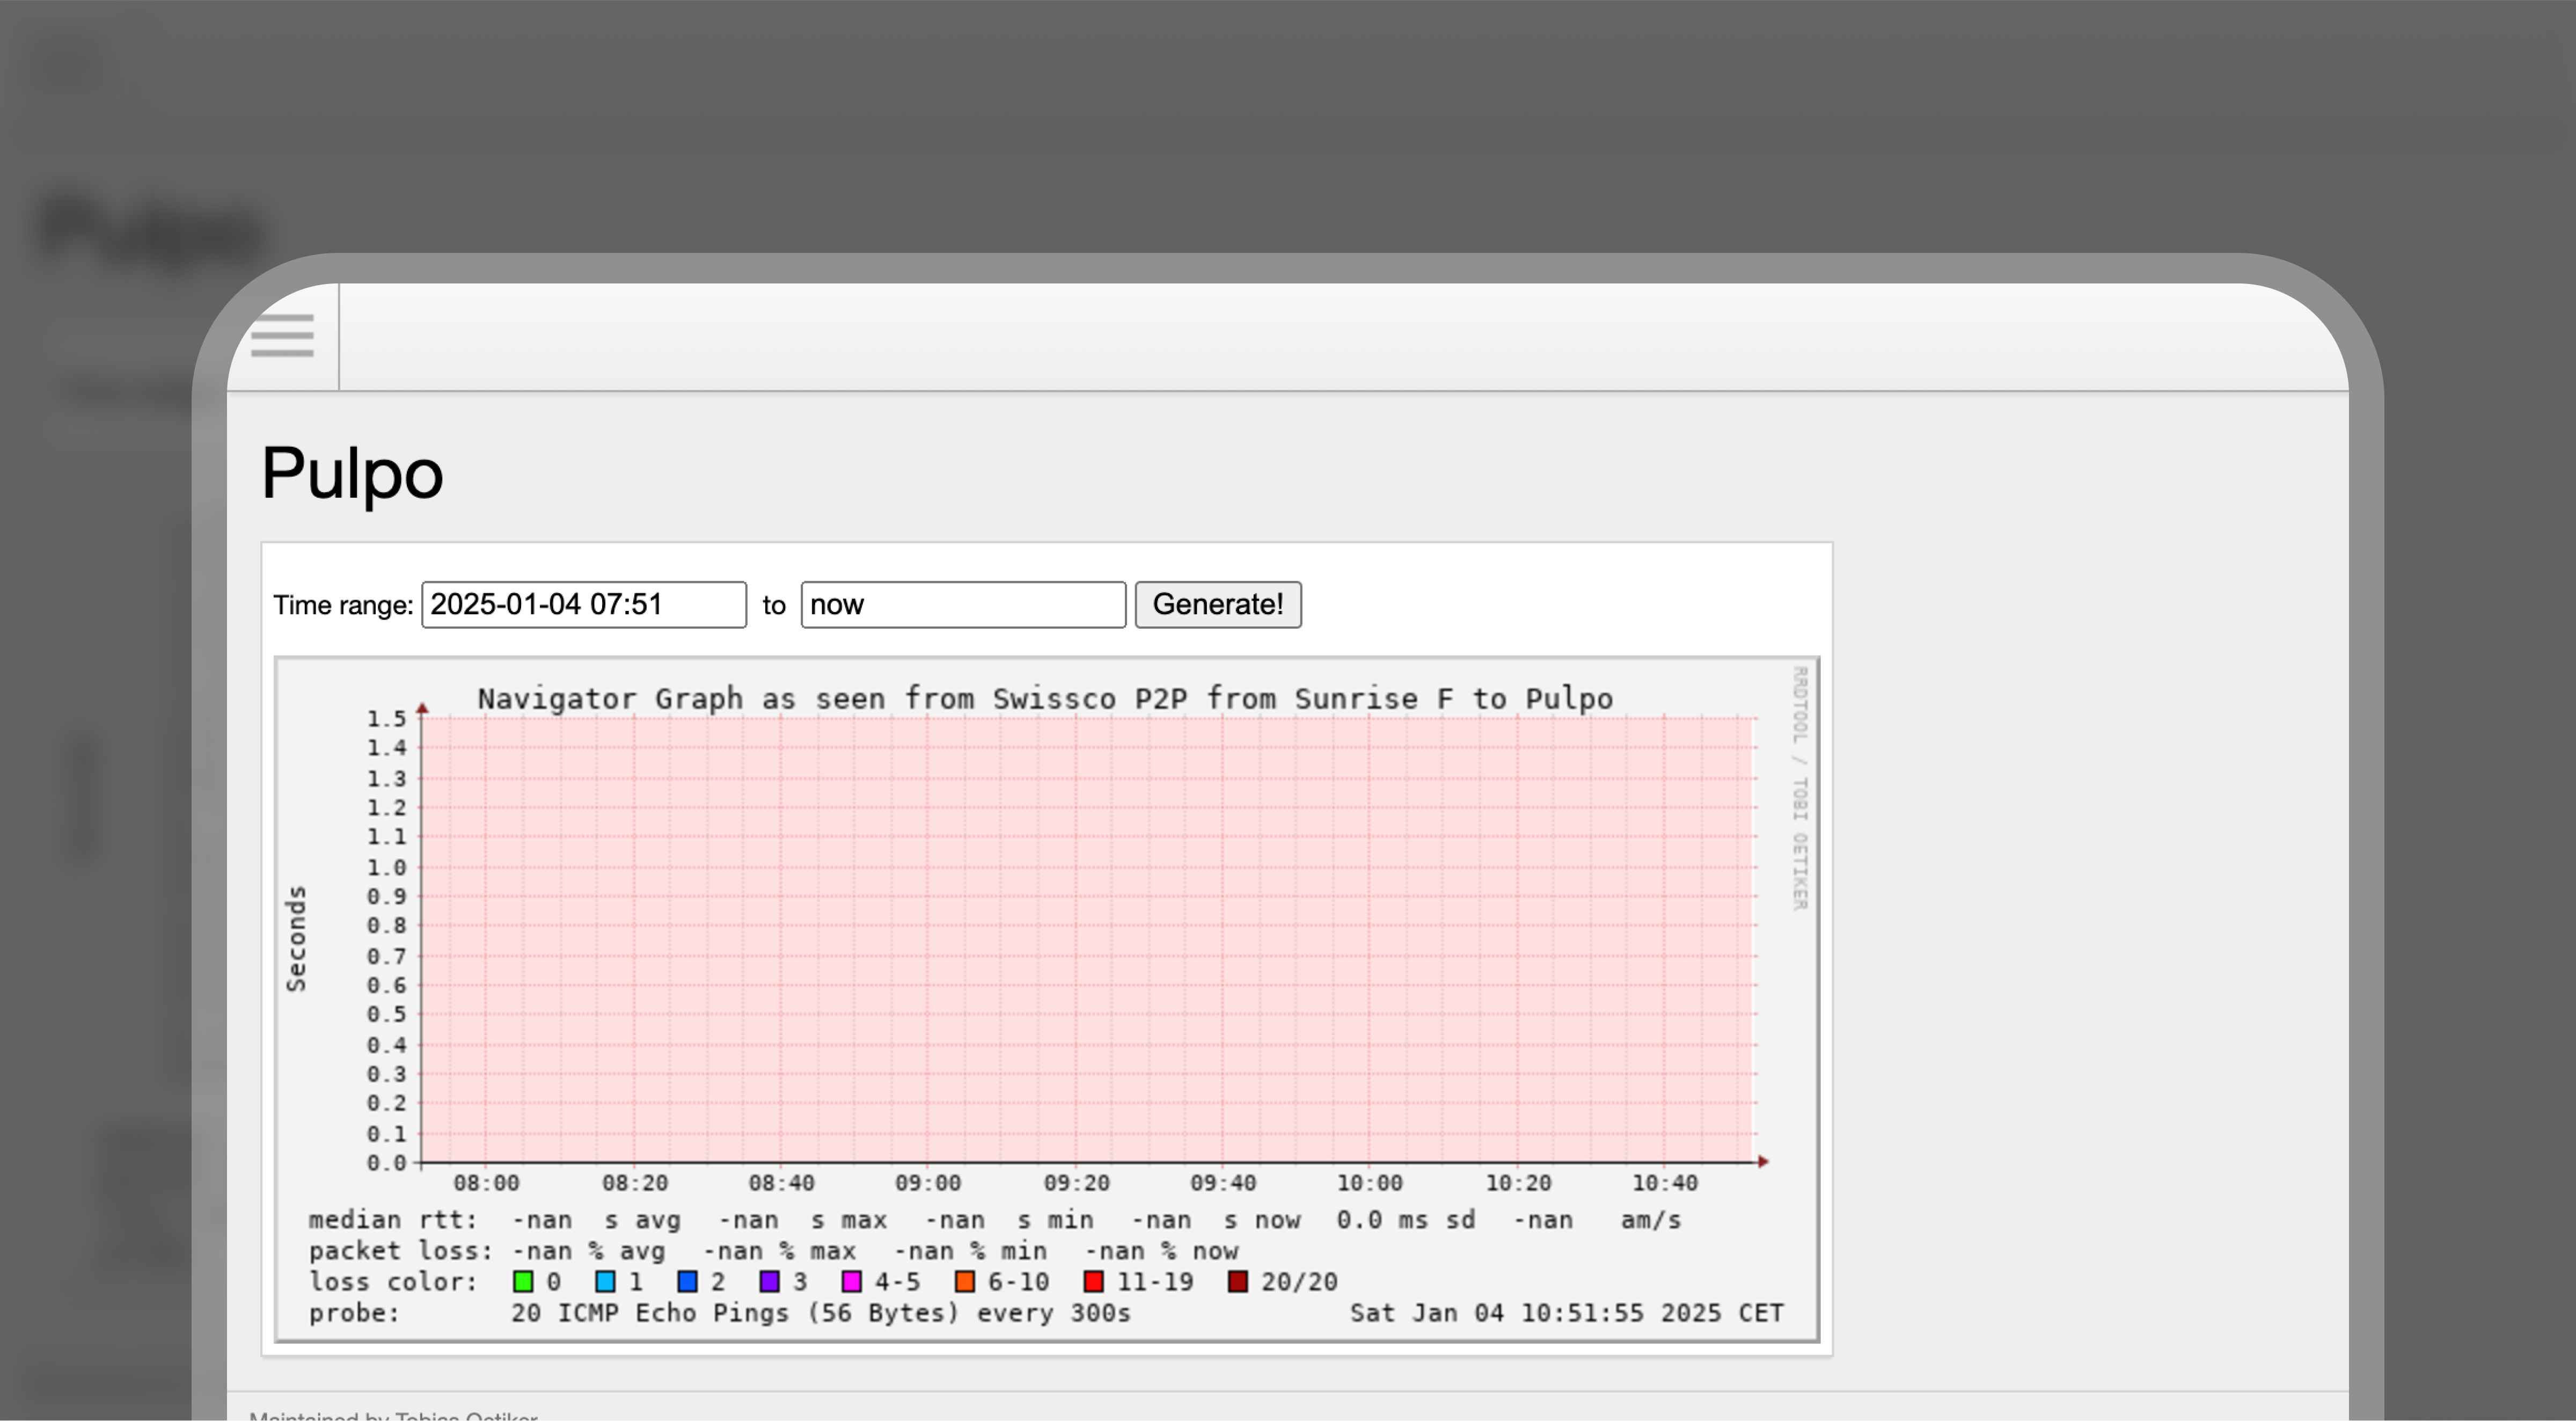 Pulpo
Pulpo
Time range: 2025-01-04 07:51 to now Generate!
Navigator Graph as seen from Swissco P2P from Sunrise F to Pulpo
RRDTOOL / TOBI OETIKER
Seconds
1.5
1.4
1.3
1.2
1.1
1.0
0.9
0.8
0.7
0.6
0.5
0.4
0.3
0.2
0.1
0.0
08:00 08:20 08:40 09:00 09:20 09:40 10:00 10:20 10:40
median rtt: -nan s avg -nan s max -nan s min -nan s now 0.0 ms sd -nan am/s
packet loss: -nan % avg -nan % max -nan % min -nan % now
loss color: 0 1 2 3 4-5 6-10 11-19 20/20
probe: 20 ICMP Echo Pings (56 Bytes) every 300s Sat Jan 04 10:51:55 2025 CET
Maintained by Tobias Oetiker